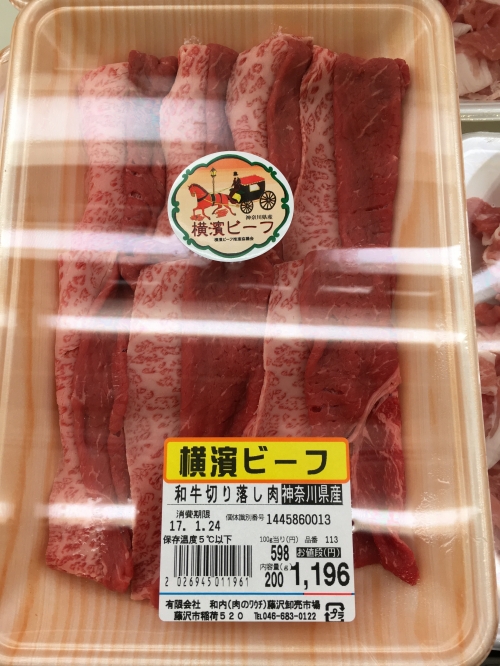 神奈川県産
横濱ビーフ
横濱ビーフ推進協議会
横濱ビーフ
和牛切り落し肉 神奈川県産
消費期限 個体識別番号 1445860013
17. 1.24
保存温度5℃以下 100g当り(円) 品番 113
598 お値段(円)
内容量(g)
200 1,196
2 026945 011961
有限会社 和内(肉のワウチ)藤沢卸売市場
藤沢市稲荷520 TEL046-683-0122
プラ